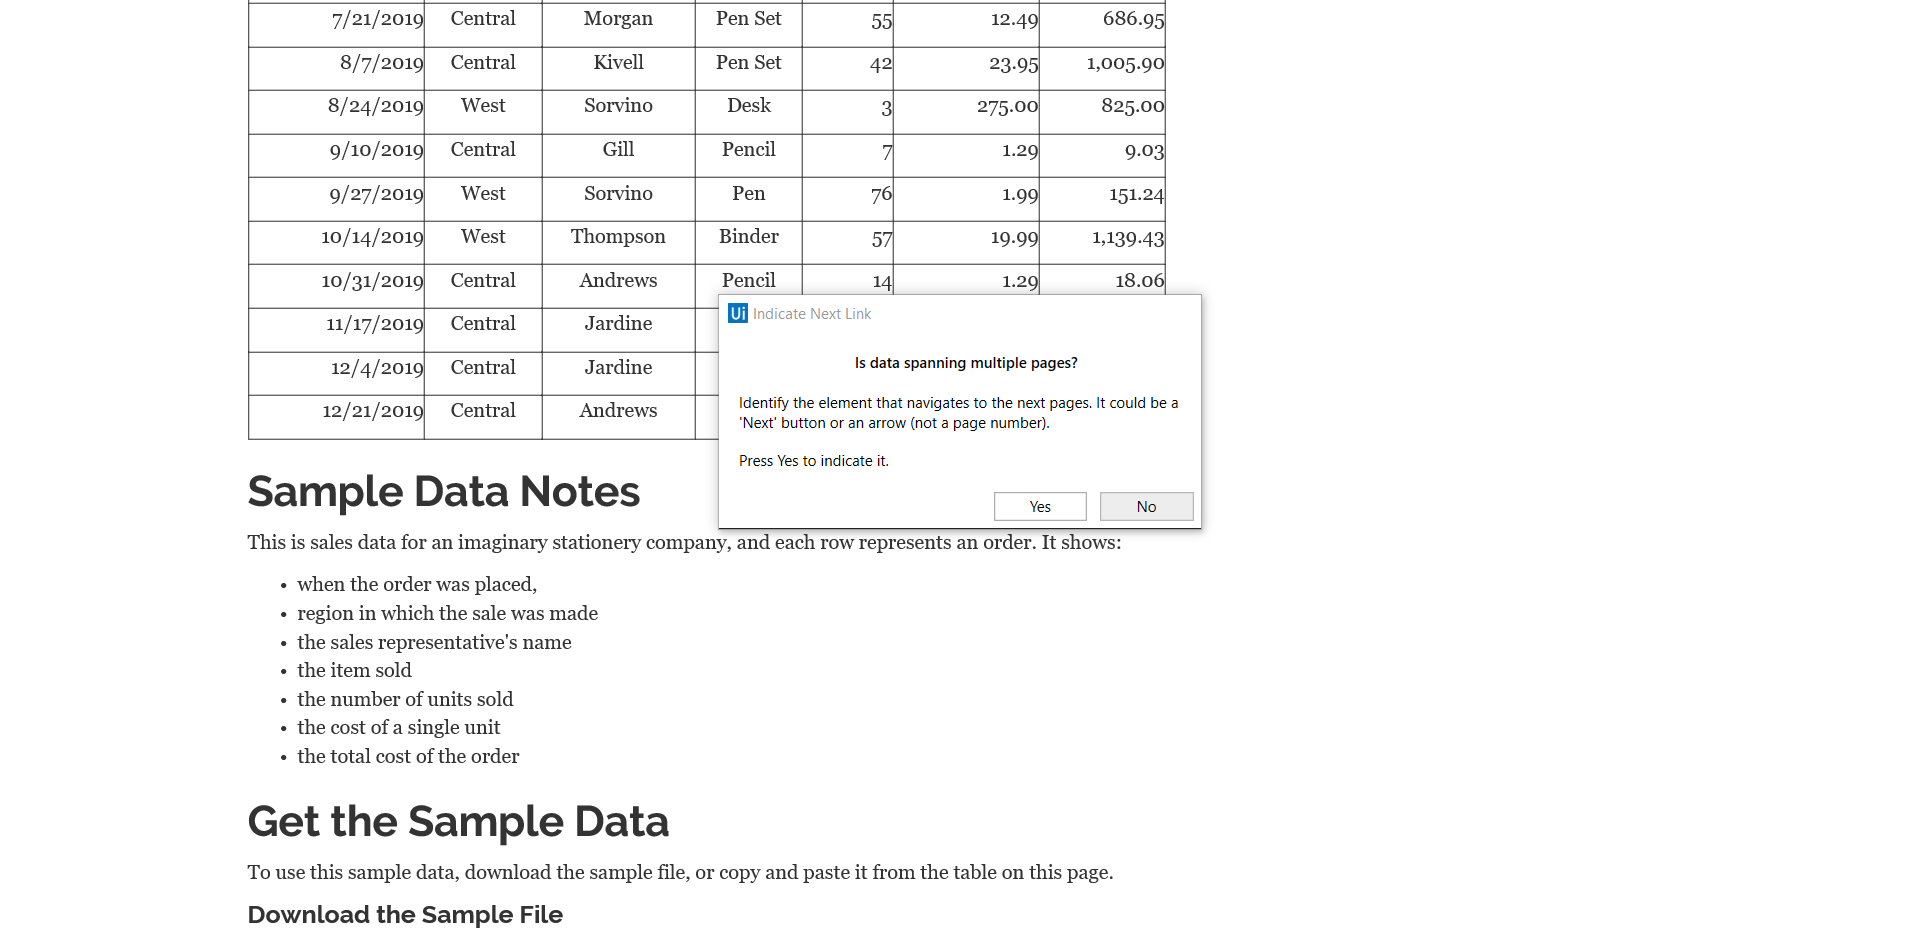 7/21/2019 Central Morgan Pen Set 55 12.49 686.95
8/7/2019 Central Kivell Pen Set 42 23.95 1,005.90
8/24/2019 West Sorvino Desk 3 275.00 825.00
9/10/2019 Central Gill Pencil 7 1.29 9.03
9/27/2019 West Sorvino Pen 76 1.99 151.24
10/14/2019 West Thompson Binder 57 19.99 1,139.43
10/31/2019 Central Andrews Pencil 14 1.29 18.06
11/17/2019 Central Jardine
12/4/2019 Central Jardine
12/21/2019 Central Andrews
Ui Indicate Next Link
Is data spanning multiple pages?
Identify the element that navigates to the next pages. It could be a
'Next' button or an arrow (not a page number).
Press Yes to indicate it.
Yes No
Sample Data Notes
This is sales data for an imaginary stationery company, and each row represents an order. It shows:
• when the order was placed,
• region in which the sale was made
• the sales representative's name
• the item sold
• the number of units sold
• the cost of a single unit
• the total cost of the order
Get the Sample Data
To use this sample data, download the sample file, or copy and paste it from the table on this page.
Download the Sample File